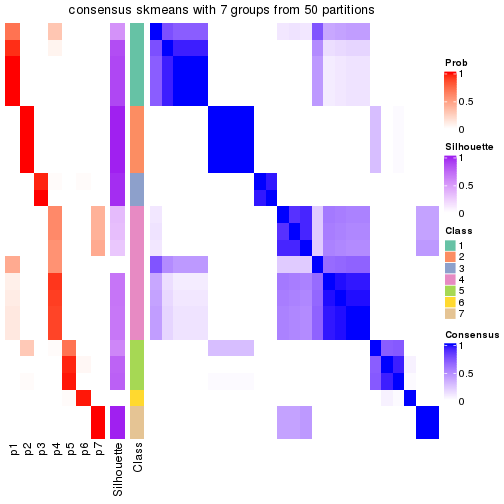 consensus skmeans with 7 groups from 50 partitions
Prob
1
0.5
0
Silhouette
1
0.5
0
Class
1
2
3
4
5
6
7
Consensus
1
0.5
0
p1
p2
p3
p4
p5
p6
p7
Silhouette
Class